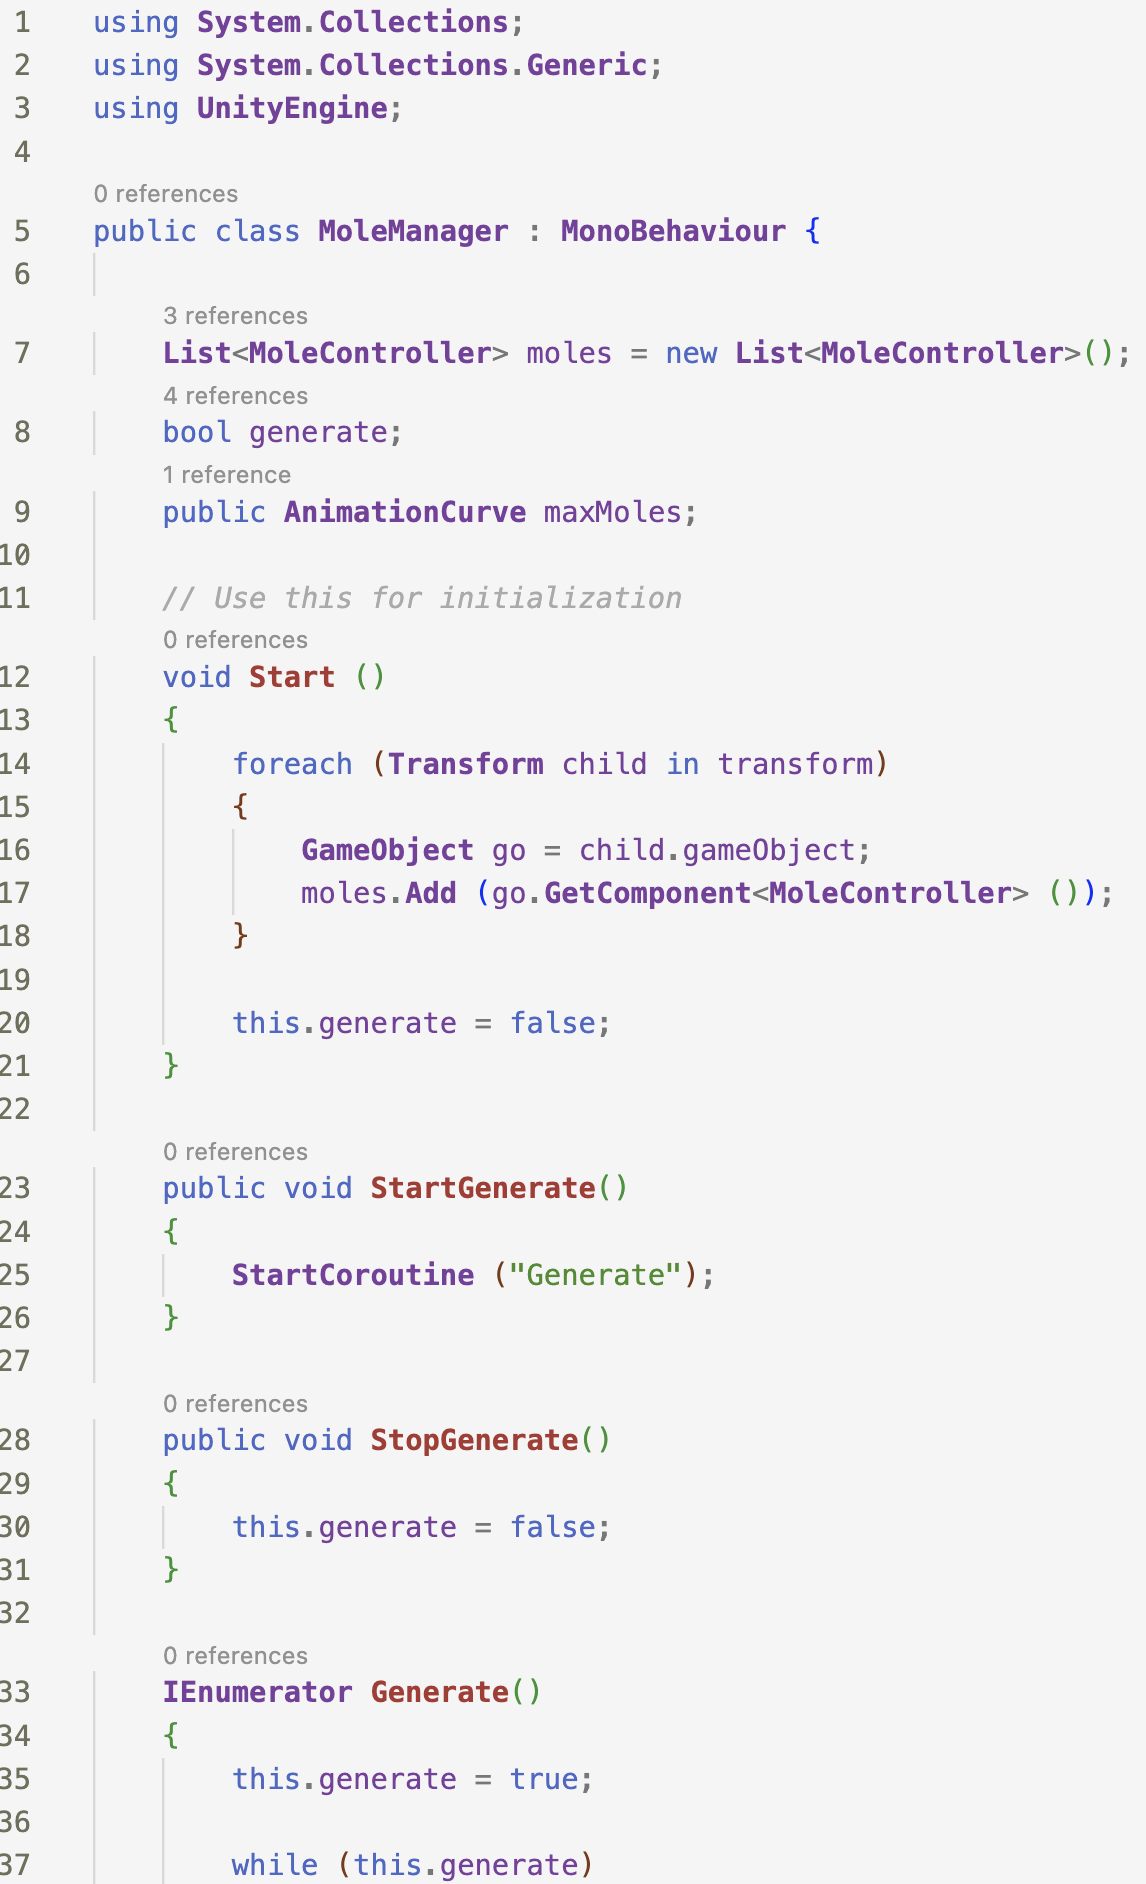 1 using System.Collections;
2 using System.Collections.Generic;
3 using UnityEngine;
4
0 references
5 public class MoleManager : MonoBehaviour {
6
3 references
7 List<MoleController> moles = new List<MoleController>();
4 references
8 bool generate;
1 reference
9 public AnimationCurve maxMoles;
10
11 // Use this for initialization
0 references
12 void Start ()
13 {
14 foreach (Transform child in transform)
15 {
16 GameObject go = child.gameObject;
17 moles.Add (go.GetComponent<MoleController> ());
18 }
19
20 this.generate = false;
21 }
22
0 references
23 public void StartGenerate()
24 {
25 StartCoroutine ("Generate");
26 }
27
0 references
28 public void StopGenerate()
29 {
30 this.generate = false;
31 }
32
0 references
33 IEnumerator Generate()
34 {
35 this.generate = true;
36
37 while (this.generate)